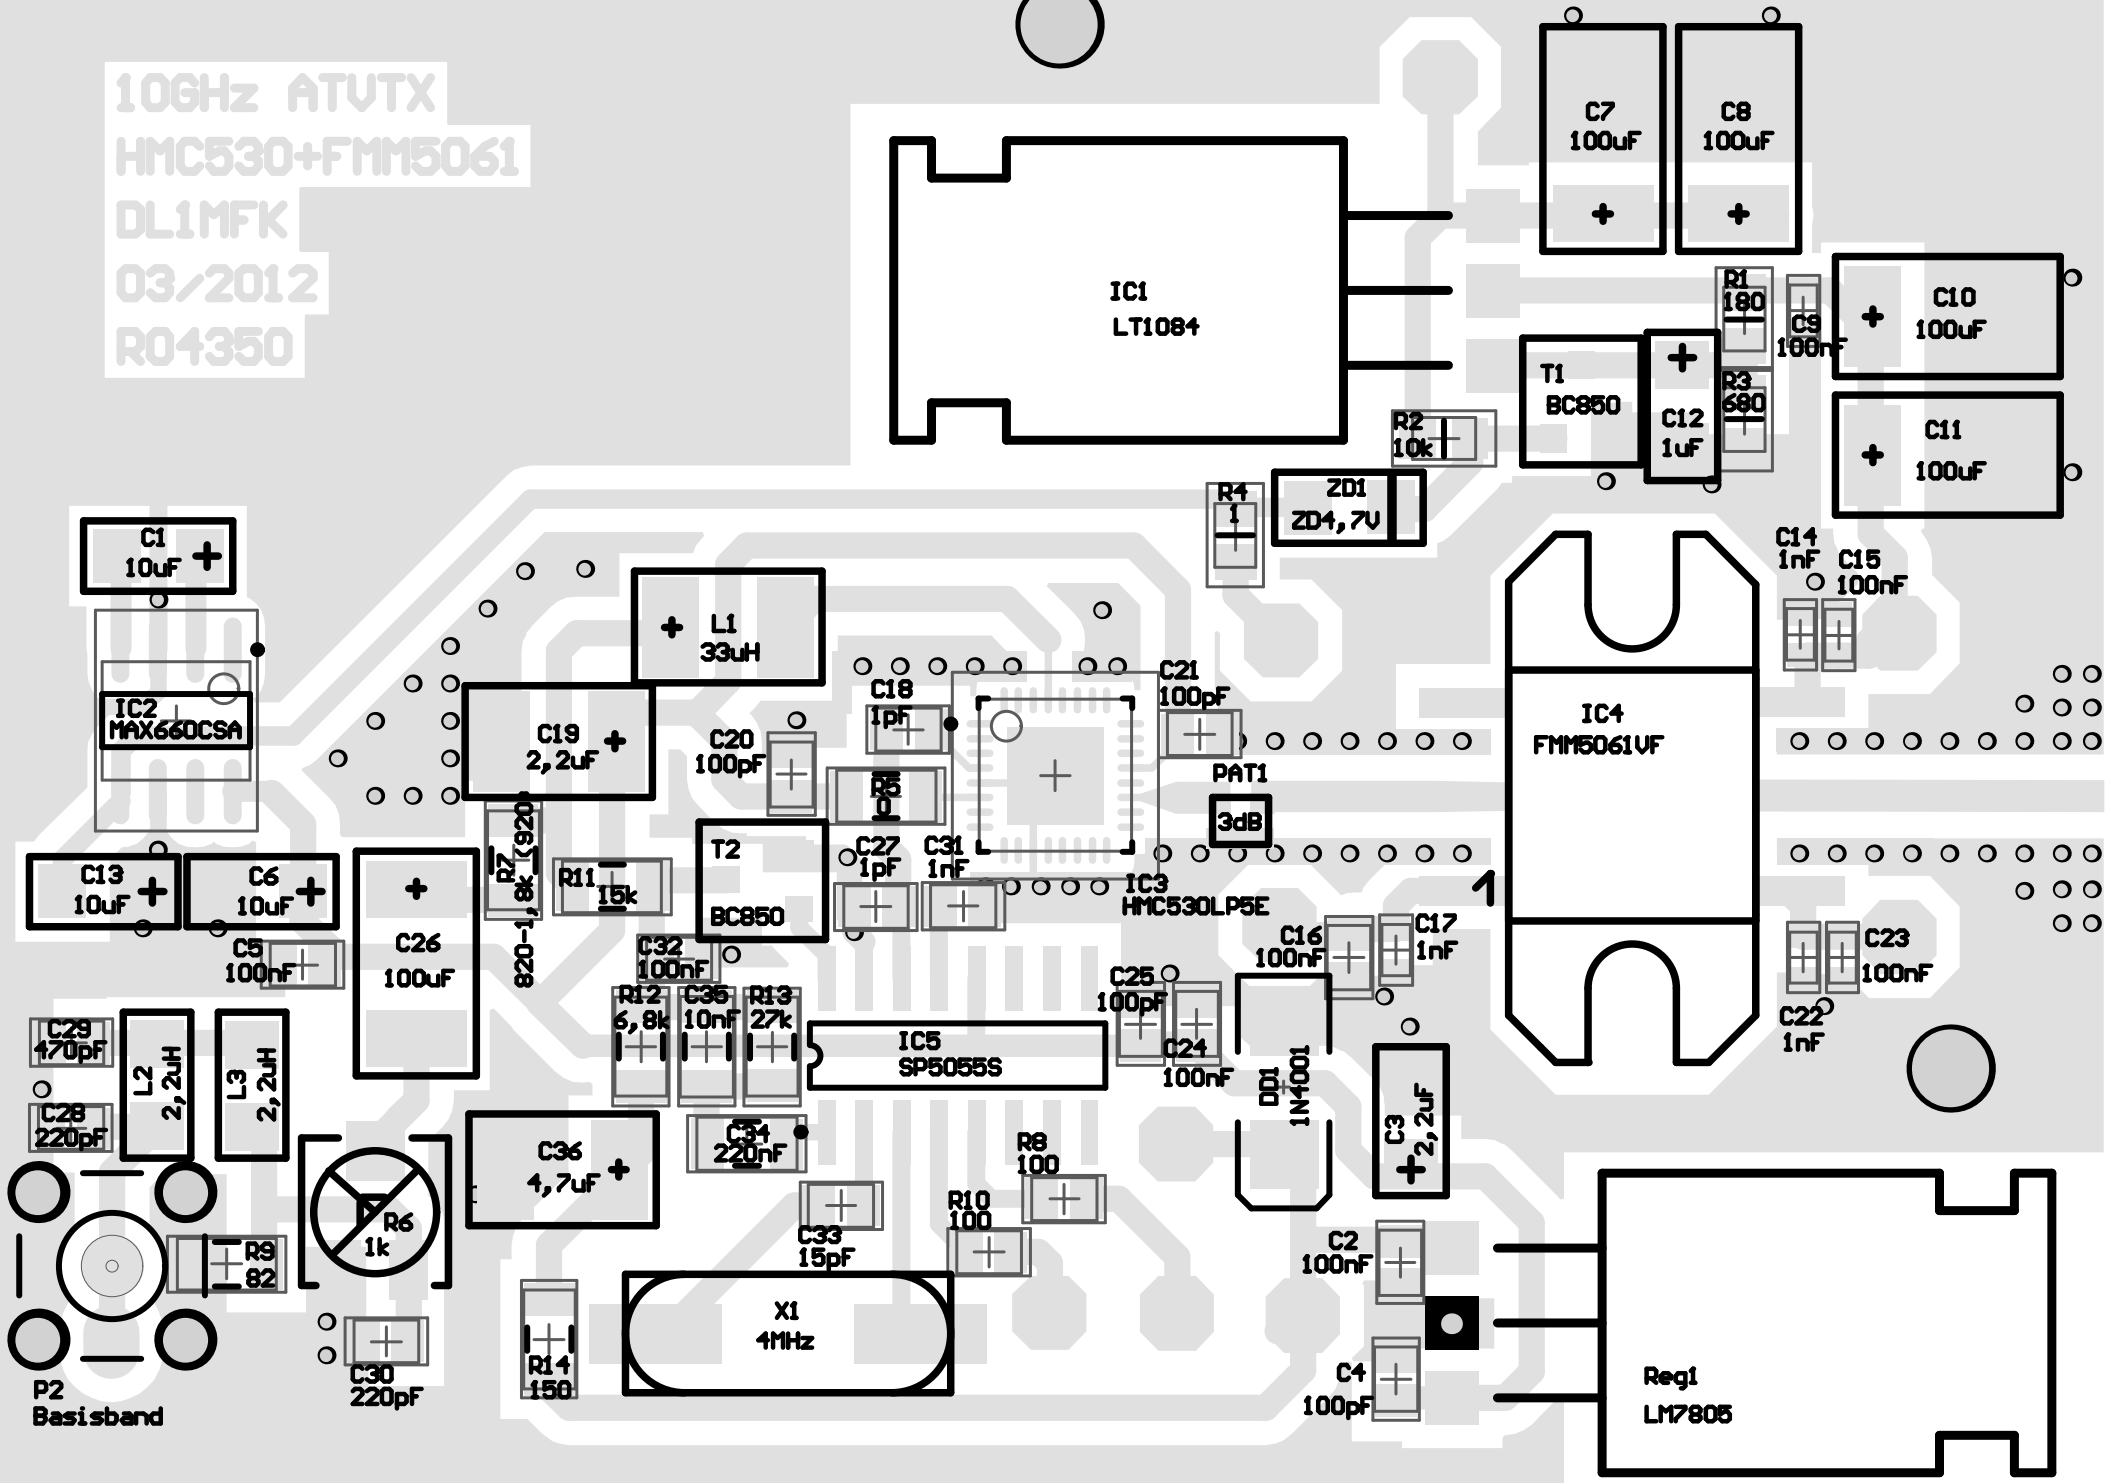 10GHz ATVTX
HMC530+FMM5061
DL1MFK
03/2012
RO4350
C7
100uF
C8
100uF
IC1
LT1084
R1
180
C9
100nF
C10
100uF
T1
BC850
C12
1uF
R3
680
R2
10k
C11
100uF
ZD1
ZD4,7V
R4
1
C1
10uF
C14
1nF
C15
100nF
L1
33uH
IC2
MAX660CSA
C19
2,2uF
C18
1pF
C21
100pF
C20
100pF
IC4
FMM5061VF
R5
0
PAT1
3dB
R7
820-1,8k (920)
T2
BC850
C27
1pF
C31
1nF
IC3
HMC530LP5E
C13
10uF
C6
10uF
R11
15k
C5
100nF
C26
100uF
C32
100nF
C16
100nF
C17
1nF
C23
100nF
C22
1nF
1
C25
100pF
C24
100nF
R12
6,8k
C35
10nF
R13
27k
IC5
SP5055S
C29
470pF
C28
220pF
L2
2,2uH
L3
2,2uH
DD1
1N4001
C3
2,2uF
C36
4,7uF
C34
220nF
R8
100
R10
100
C33
15pF
R6
1k
R9
82
C2
100nF
C4
100pF
X1
4MHz
R14
150
C30
220pF
P2
Basisband
Reg1
LM7805